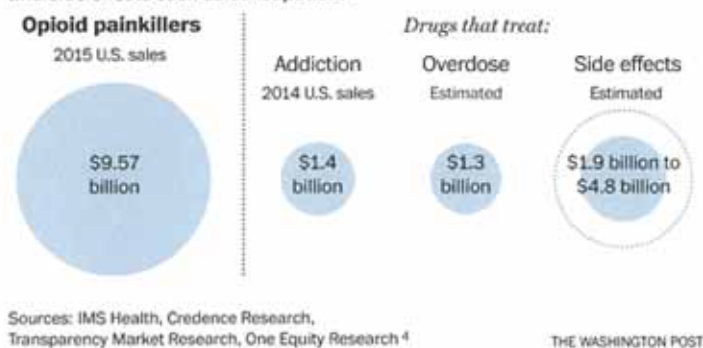 Opioid painkillers
2015 U.S. sales
$9.57
billion
Drugs that treat:
Addiction
2014 U.S. sales
$1.4
billion
Overdose
Estimated
$1.3
billion
Side effects
Estimated
$1.9 billion to
$4.8 billion
Sources: IMS Health, Credence Research,
Transparency Market Research, One Equity Research 4
THE WASHINGTON POST